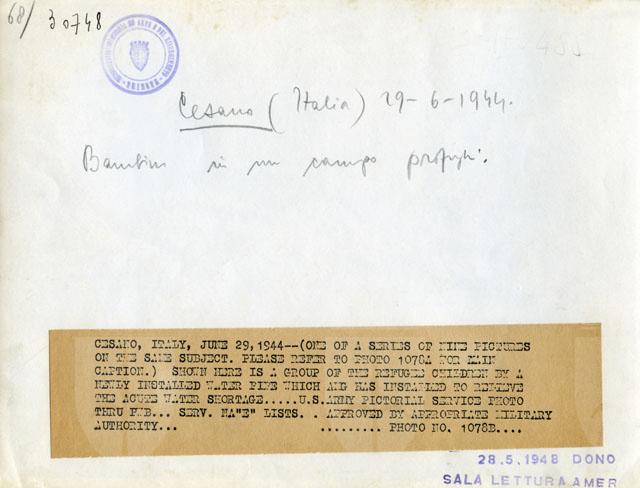 68/ 30748
Cesano (Italia) 29-6-1944.
Bambini in un campo profughi.
CESANO, ITALY, JUNE 29,1944--(ONE OF A SERIES OF NINE PICTURES
ON THE SAME SUBJECT. PLEASE REFER TO PHOTO 1078A FOR MAIN
CAPTION.) SHOWN HERE IS A GROUP OF THE REFUGEE CHILDREN BY A
NEWLY INSTALLED WATER PIPE WHICH AMG HAS INSTALLED TO RELIEVE
THE ACUTE WATER SHORTAGE.....U.S.ARMY PICTORIAL SERVICE PHOTO
THRU PWB... SERV. NA"E" LISTS. . APPROVED BY APPROPRIATE MILITARY
AUTHORITY... ......... PHOTO NO. 1078B....
28.5.1948 DONO
SALA LETTURA AMER